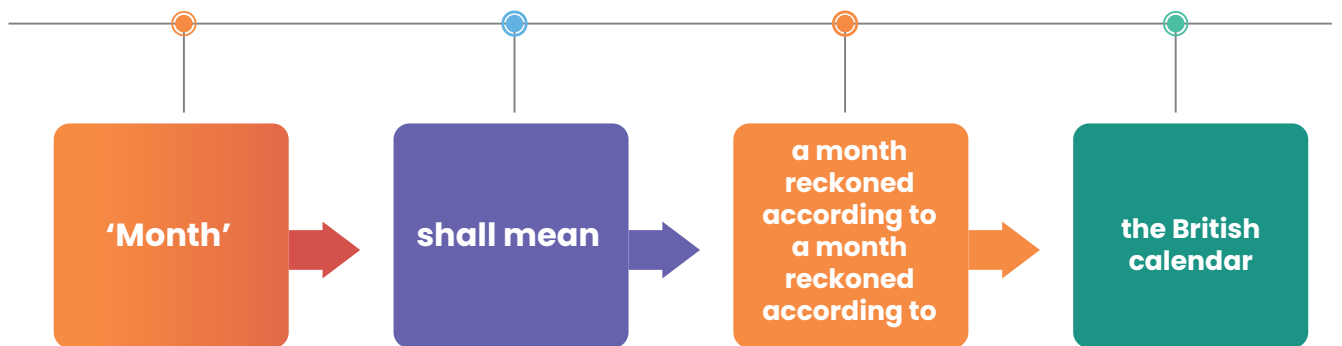 ‘Month’
shall mean
a month
reckoned
according to
a month
reckoned
according to
the British
calendar